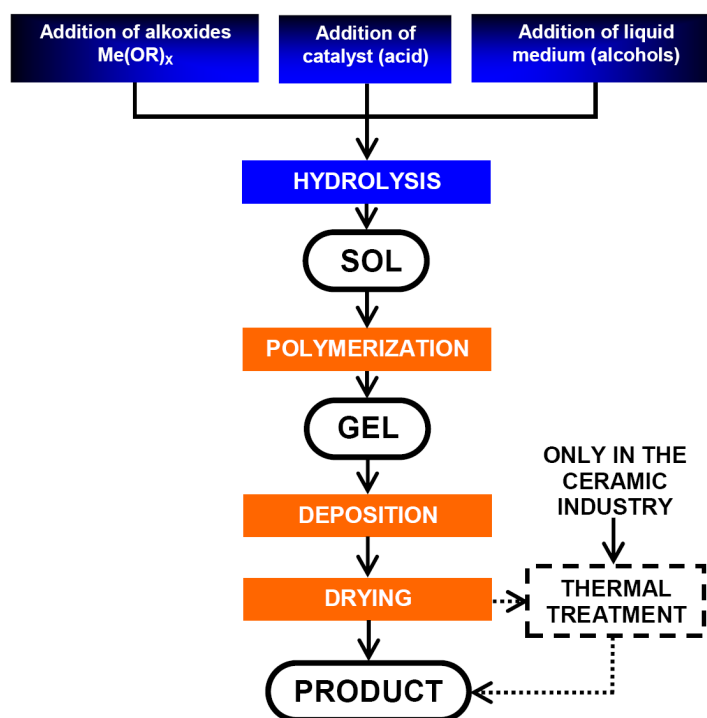 Addition of alkoxides
Me(OR)x
Addition of
catalyst (acid)
Addition of liquid
medium (alcohols)
HYDROLYSIS
SOL
POLYMERIZATION
GEL
ONLY IN THE
CERAMIC
INDUSTRY
DEPOSITION
DRYING
THERMAL
TREATMENT
PRODUCT